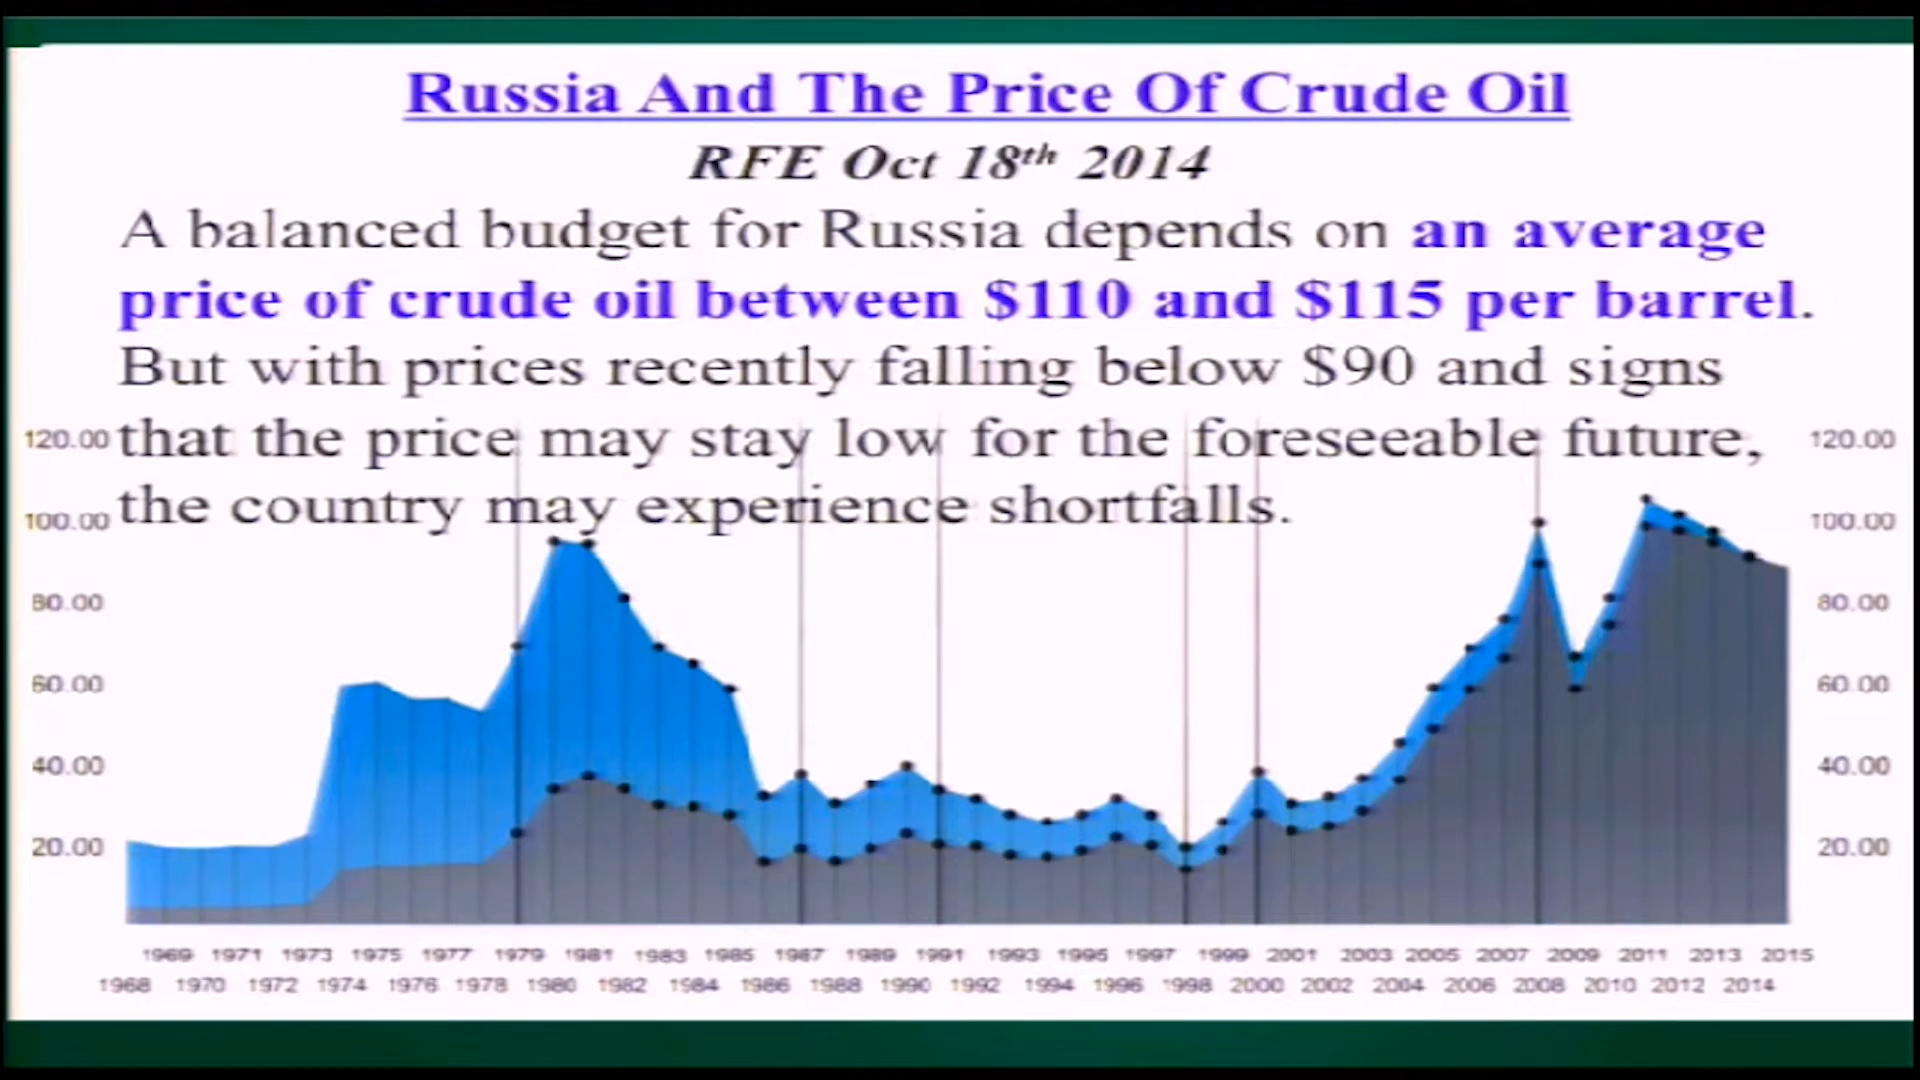 Russia And The Price Of Crude Oil
RFE Oct 18th 2014
A balanced budget for Russia depends on an average
price of crude oil between $110 and $115 per barrel.
But with prices recently falling below $90 and signs
that the price may stay low for the foreseeable future,
the country may experience shortfalls.
120.00 120.00
100.00 100.00
80.00 80.00
60.00 60.00
40.00 40.00
20.00 20.00
1969 1971 1973 1975 1977 1979 1981 1983 1985 1987 1989 1991 1993 1995 1997 1999 2001 2003 2005 2007 2009 2011 2013 2015
1968 1970 1972 1974 1976 1978 1980 1982 1984 1986 1988 1990 1992 1994 1996 1998 2000 2002 2004 2006 2008 2010 2012 2014